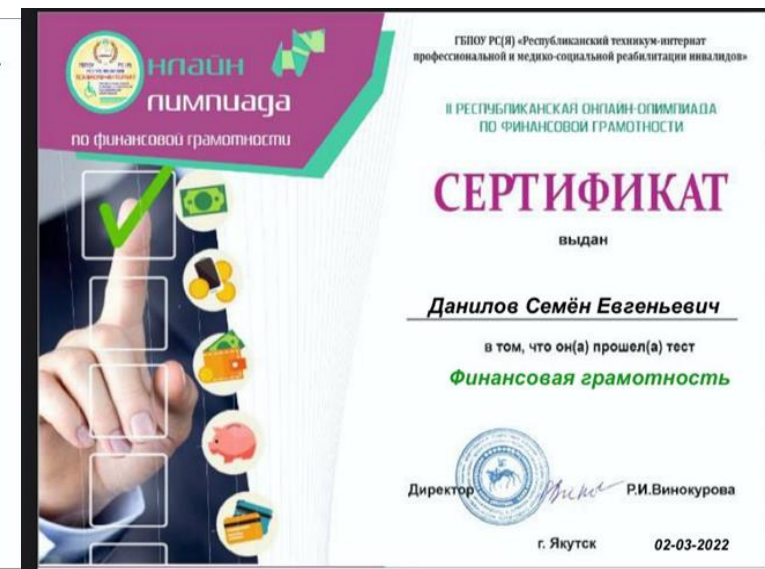 нлайн
лимпиада
по финансовой грамотности
ГБПОУ РС(Я) «Республиканский техникум-интернат
профессиональной и медико-социальной реабилитации инвалидов»
II РЕСПУБЛИКАНСКАЯ ОНЛАЙН-ОЛИМПИАДА
ПО ФИНАНСОВОЙ ГРАМОТНОСТИ
СЕРТИФИКАТ
выдан
Данилов Семён Евгеньевич
в том, что он(а) прошел(а) тест
Финансовая грамотность
Директор
Р.И.Винокурова
г. Якутск
02-03-2022